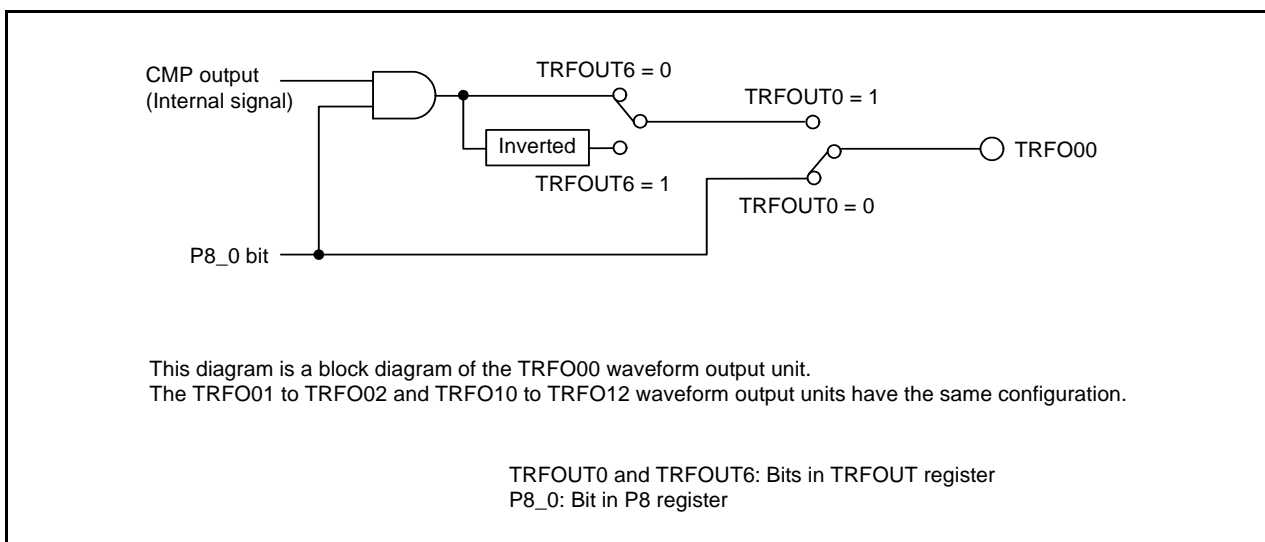 CMP output
(Internal signal)
TRFOUT6 = 0
TRFOUT0 = 1
Inverted
TRFO00
TRFOUT6 = 1
TRFOUT0 = 0
P8_0 bit
This diagram is a block diagram of the TRFO00 waveform output unit.
The TRFO01 to TRFO02 and TRFO10 to TRFO12 waveform output units have the same configuration.
TRFOUT0 and TRFOUT6: Bits in TRFOUT register
P8_0: Bit in P8 register